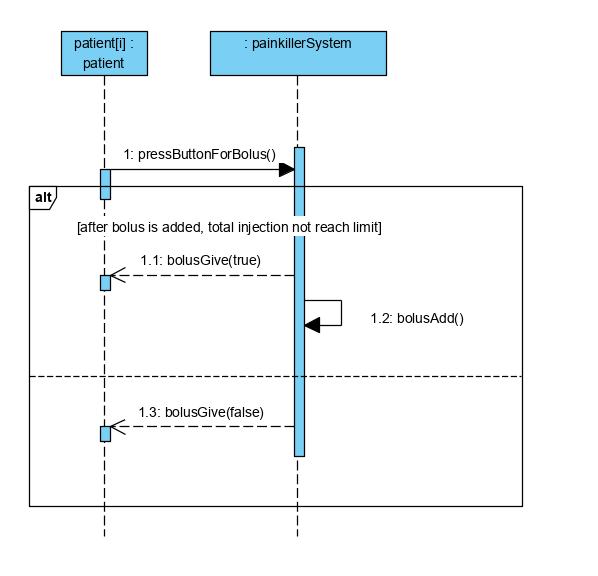 patient[i] :
patient
: painkillerSystem
1: pressButtonForBolus()
alt
[after bolus is added, total injection not reach limit]
1.1: bolusGive(true)
1.2: bolusAdd()
1.3: bolusGive(false)